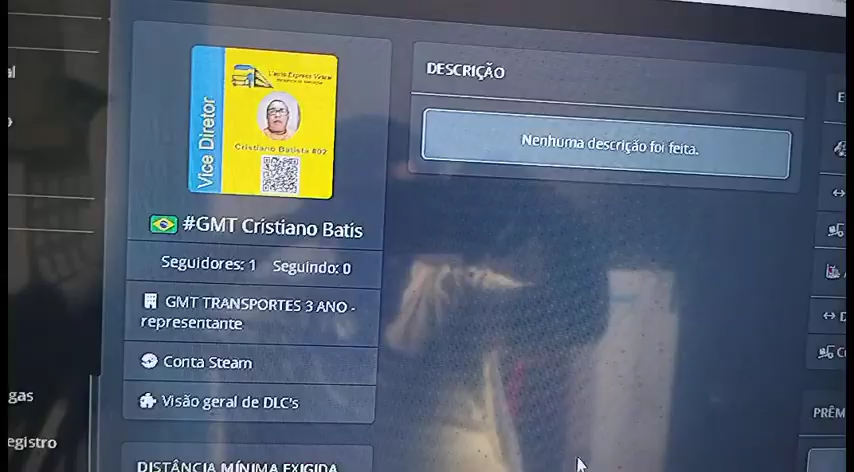 al
DESCRIÇÃO
Vice Diretor
Cristiano Batista #02
Nenhuma descrição foi feita.
#GMT Cristiano Batis
Seguidores: 1 Seguindo: 0
GMT TRANSPORTES 3 ANO -
representante
Conta Steam
Visão geral de DLC's
gas
egistro
DISTÂNCIA MÍNIMA EXIGIDA
E
D
C
PRÊM